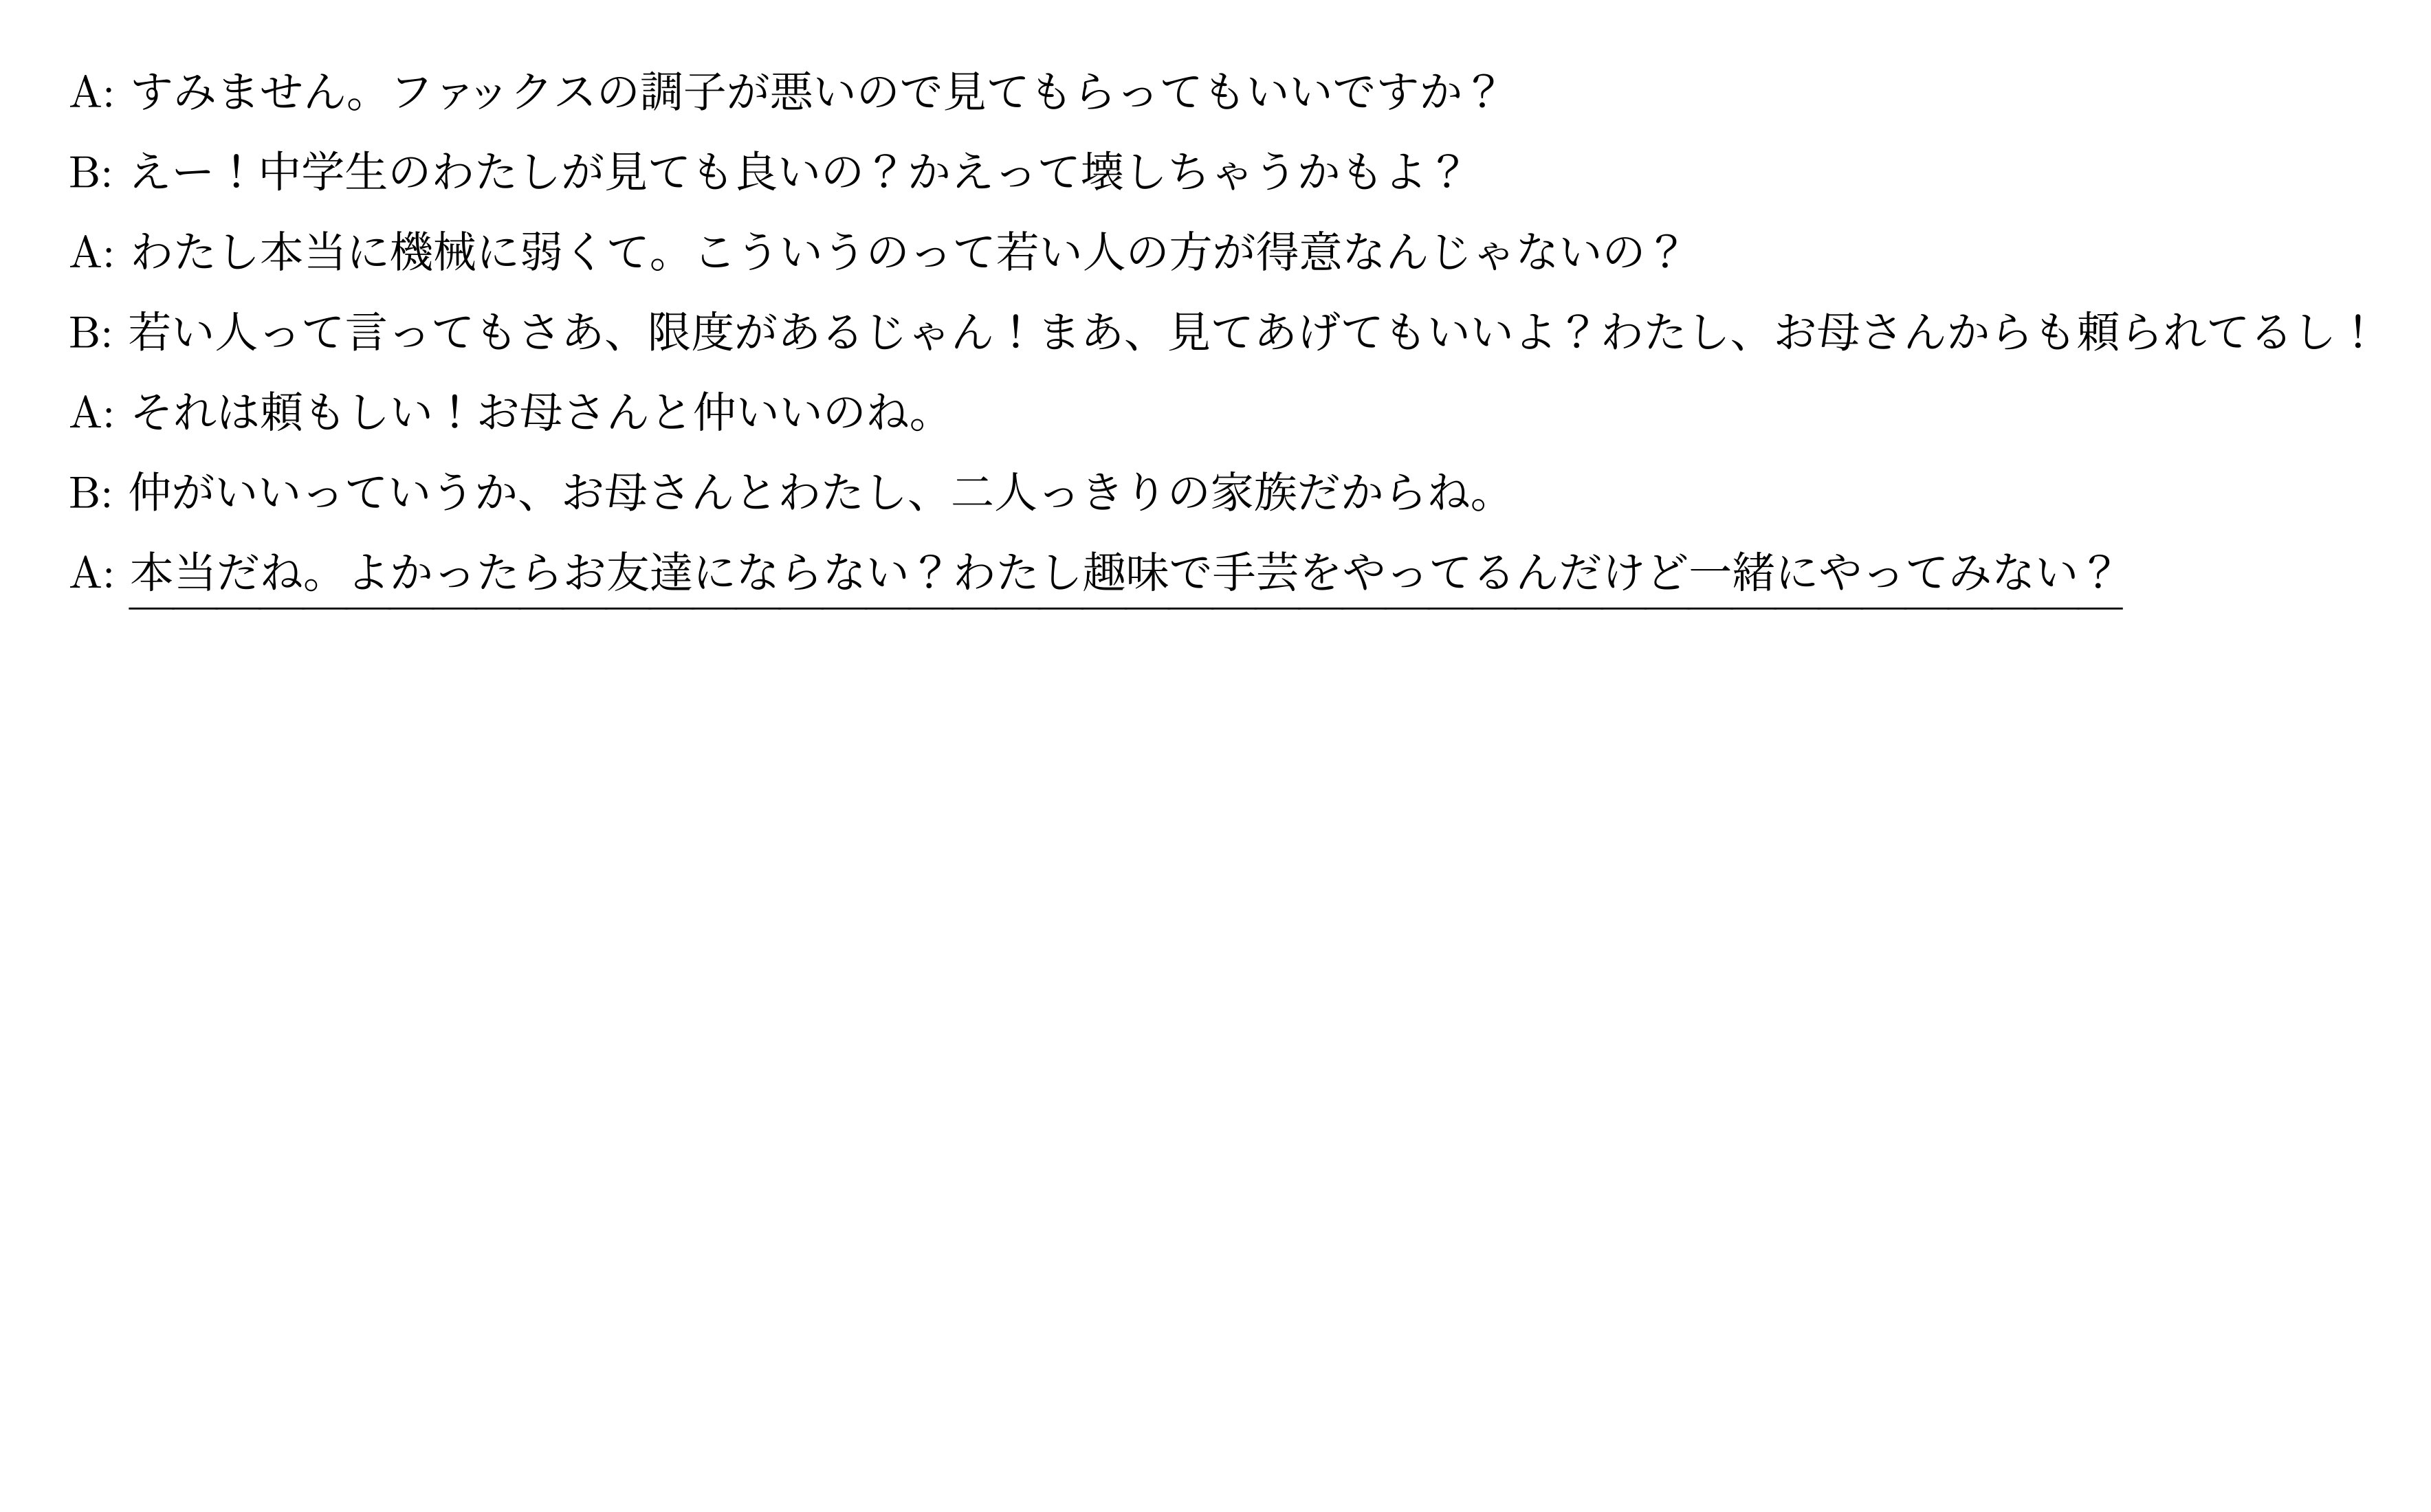 A: すみません。ファックスの調子が悪いので見てもらってもいいですか？
B: えー！中学生のわたしが見ても良いの？かえって壊しちゃうかもよ？
A: わたし本当に機械に弱くて。こういうのって若い人の方が得意なんじゃないの？
B: 若い人って言ってもさあ、限度があるじゃん！まあ、見てあげてもいいよ？わたし、お母さんからも頼られてるし！
A: それは頼もしい！お母さんと仲いいのね。
B: 仲がいいっていうか、お母さんとわたし、二人っきりの家族だからね。
A: 本当だね。よかったらお友達にならない？わたし趣味で手芸をやってるんだけど一緒にやってみない？